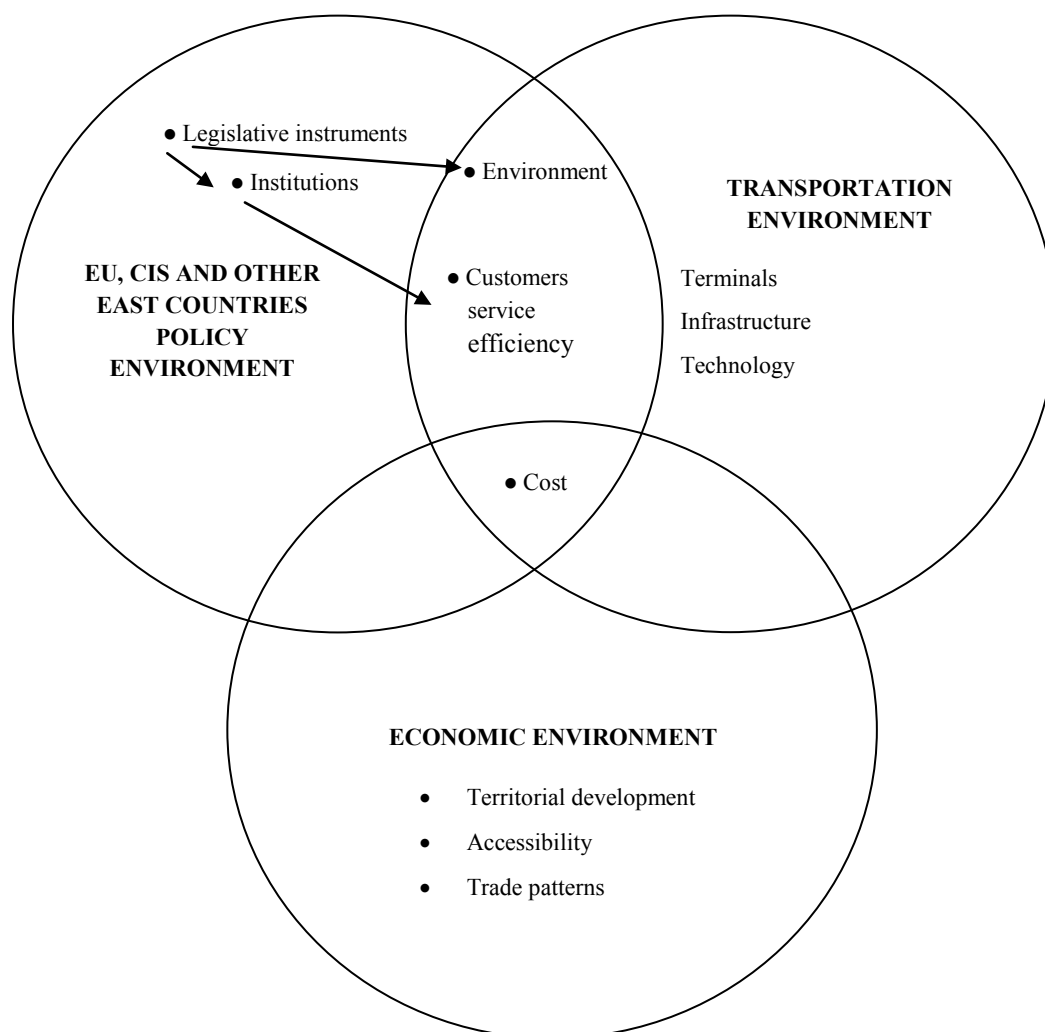 ● Legislative instruments
● Institutions
● Environment
TRANSPORTATION
ENVIRONMENT
EU, CIS AND OTHER
EAST COUNTRIES
POLICY
ENVIRONMENT
● Customers
service
efficiency
Terminals
Infrastructure
Technology
● Cost
ECONOMIC ENVIRONMENT
● Territorial development
● Accessibility
● Trade patterns